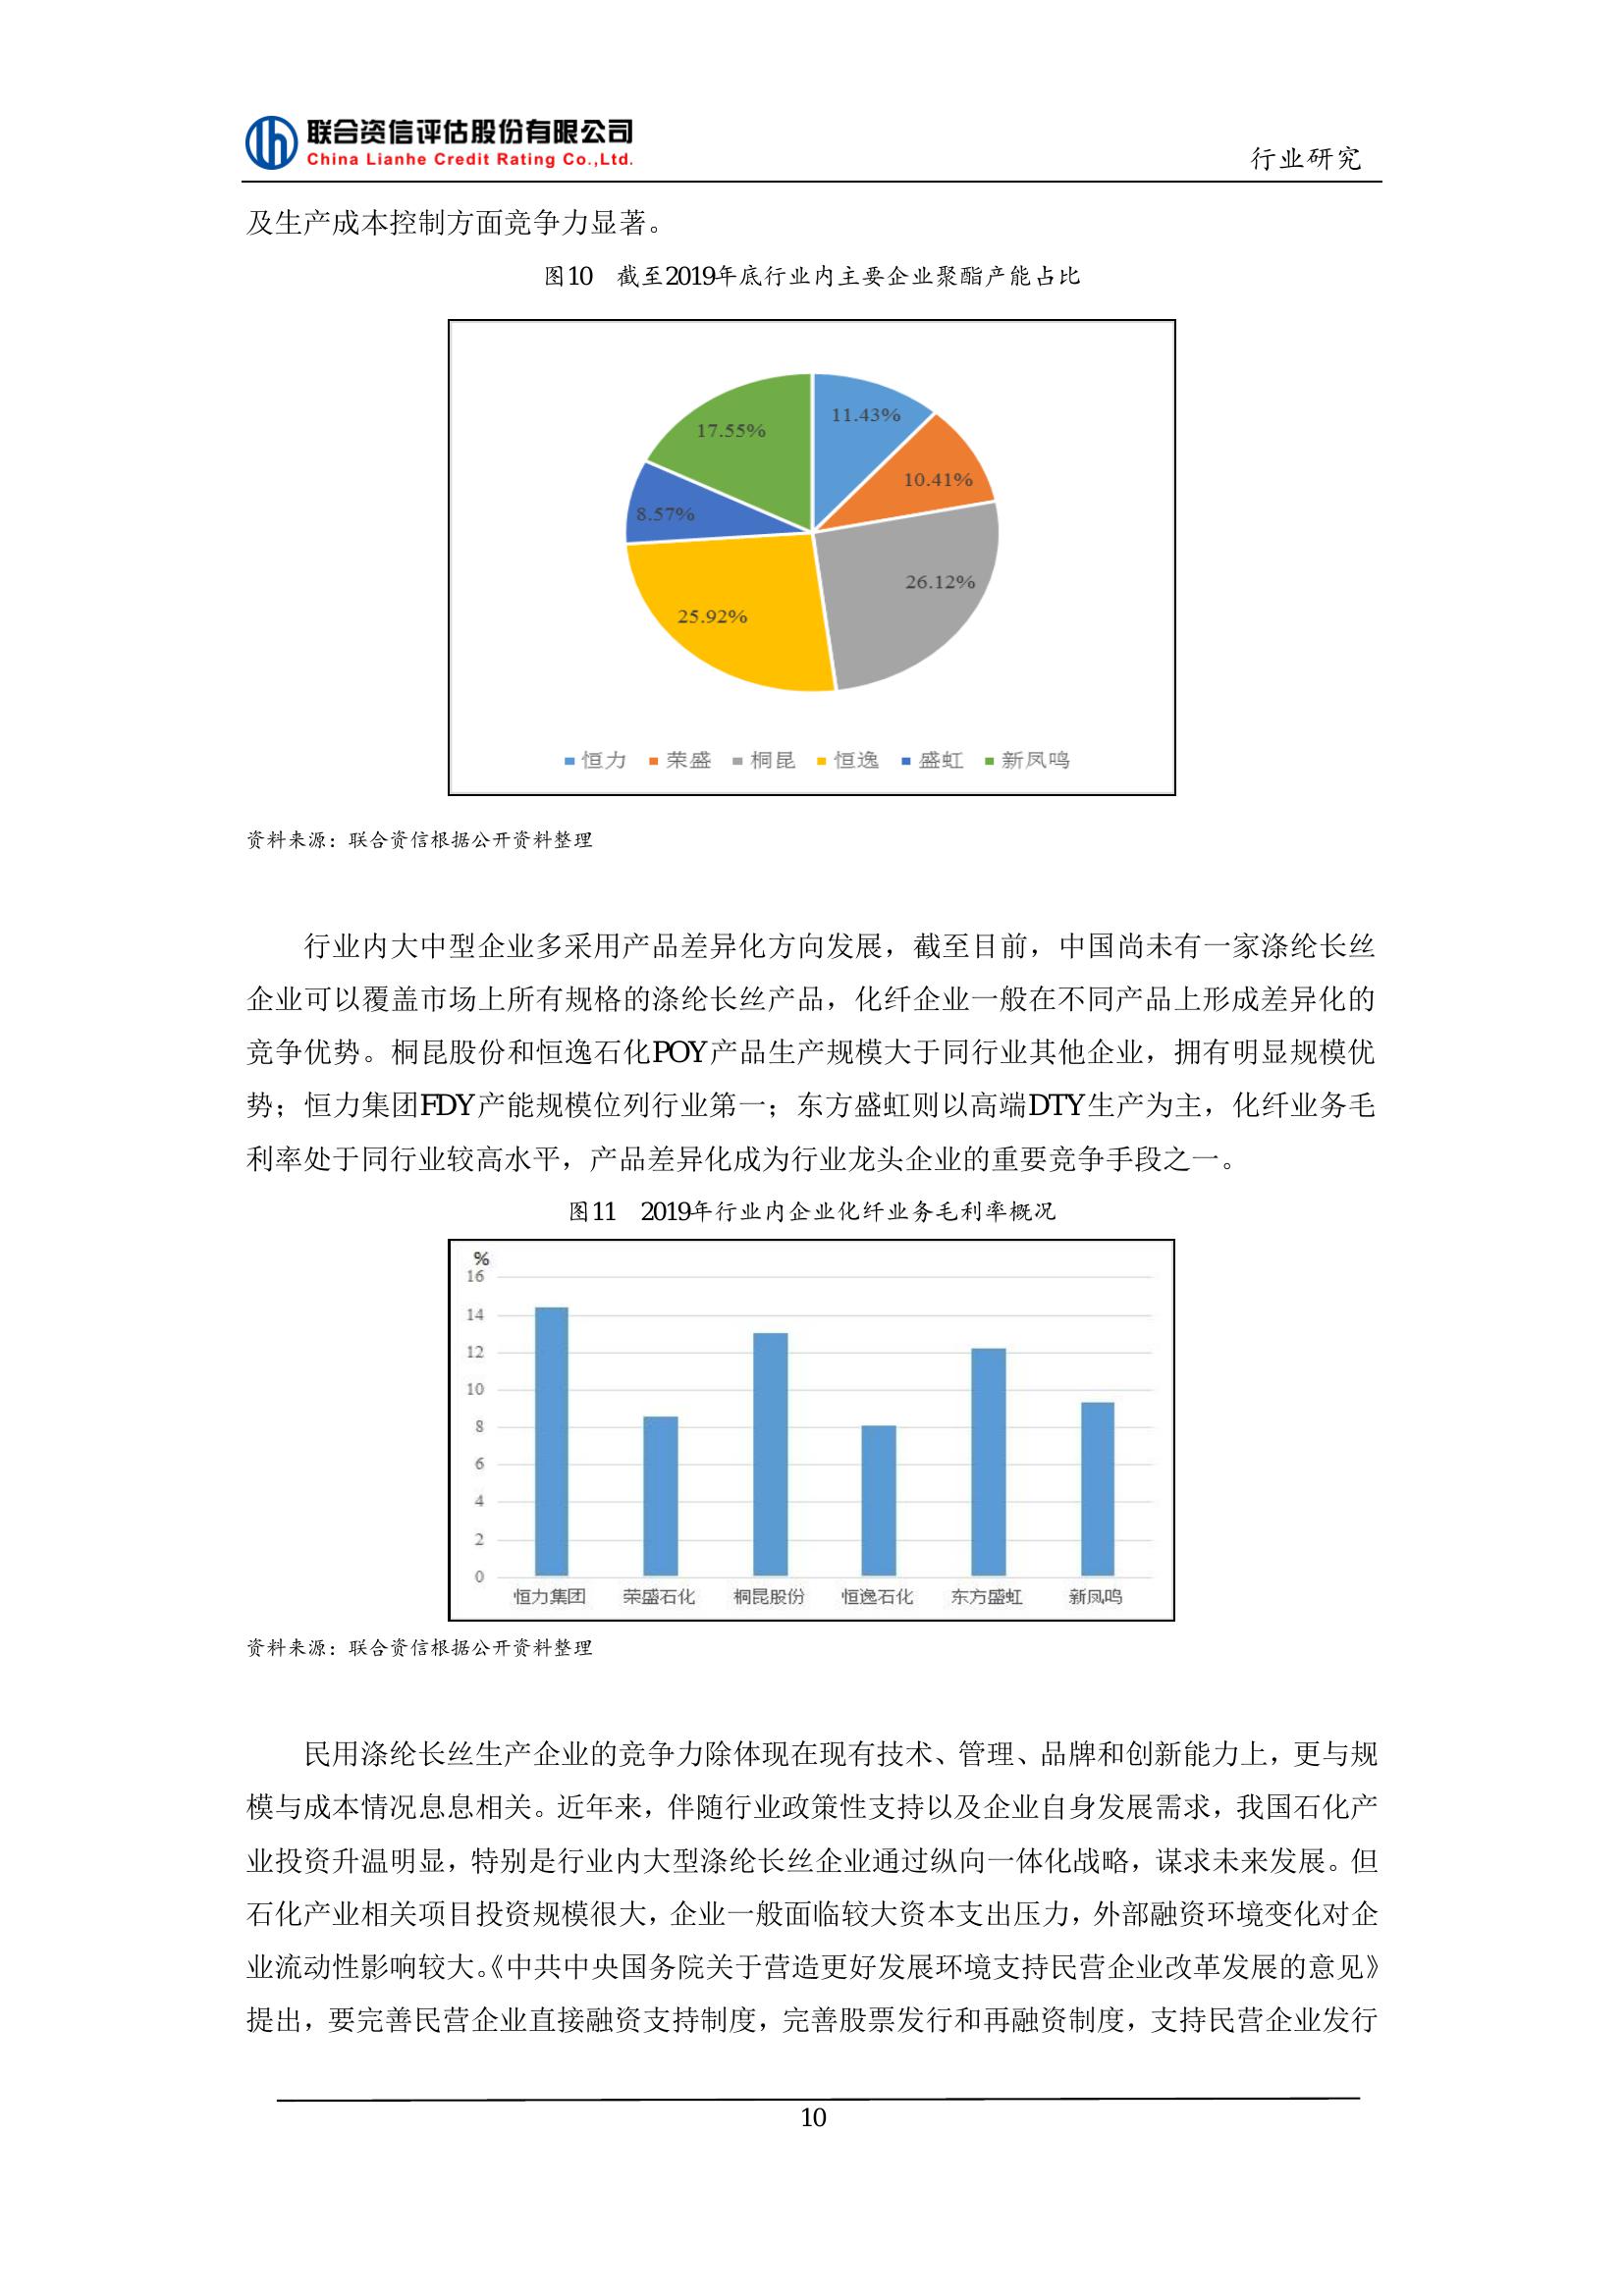 联合资信评估股份有限公司
China Lianhe Credit Rating Co.,Ltd.
行业研究
及生产成本控制方面竞争力显著。
图10 截至2019年底行业内主要企业聚酯产能占比
11.43%
17.55%
10.41%
8.57%
26.12%
25.92%
恒力 荣盛 桐昆 恒逸 盛虹 新凤鸣
资料来源：联合资信根据公开资料整理
行业内大中型企业多采用产品差异化方向发展，截至目前，中国尚未有一家涤纶长丝
企业可以覆盖市场上所有规格的涤纶长丝产品，化纤企业一般在不同产品上形成差异化的
竞争优势。桐昆股份和恒逸石化POY产品生产规模大于同行业其他企业，拥有明显规模优
势；恒力集团FDY产能规模位列行业第一；东方盛虹则以高端DTY生产为主，化纤业务毛
利率处于同行业较高水平，产品差异化成为行业龙头企业的重要竞争手段之一。
图11 2019年行业内企业化纤业务毛利率概况
%
16
14
12
10
8
6
4
2
0
恒力集团 荣盛石化 桐昆股份 恒逸石化 东方盛虹 新凤鸣
资料来源：联合资信根据公开资料整理
民用涤纶长丝生产企业的竞争力除体现在现有技术、管理、品牌和创新能力上，更与规
模与成本情况息息相关。近年来，伴随行业政策性支持以及企业自身发展需求，我国石化产
业投资升温明显，特别是行业内大型涤纶长丝企业通过纵向一体化战略，谋求未来发展。但
石化产业相关项目投资规模很大，企业一般面临较大资本支出压力，外部融资环境变化对企
业流动性影响较大。《中共中央国务院关于营造更好发展环境支持民营企业改革发展的意见》
提出，要完善民营企业直接融资支持制度，完善股票发行和再融资制度，支持民营企业发行
10